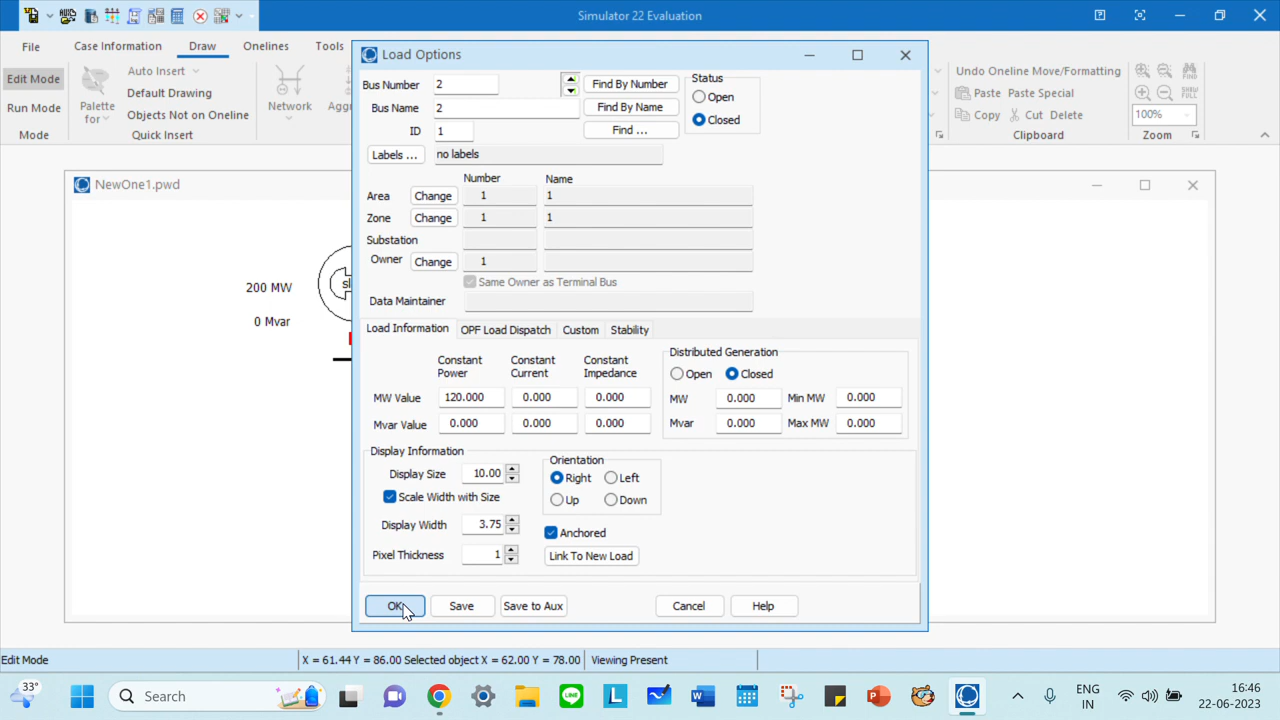 Simulator 22 Evaluation
File Case Information Draw Onelines Tools
Edit Mode
Run Mode
Mode
Palette
for
Auto Insert
Default Drawing
Objects Not on Oneline
Quick Insert
Network
Undo Oneline Move/Formatting
Paste Paste Special
Copy Cut Delete
Clipboard
FIND
SHOW
FULL
100%
Zoom
NewOne1.pwd
200 MW
0 Mvar
Load Options
Bus Number 2 Find By Number
Bus Name 2 Find By Name
ID 1 Find ...
Labels ... no labels
Status
Open
Closed
Number Name
Area Change 1 1
Zone Change 1 1
Substation
Owner Change 1
Same Owner as Terminal Bus
Data Maintainer
Load Information OPF Load Dispatch Custom Stability
Constant Power Constant Current Constant Impedance
MW Value 120.000 0.000 0.000
Mvar Value 0.000 0.000 0.000
Distributed Generation
Open Closed
MW 0.000 Min MW 0.000
Mvar 0.000 Max MW 0.000
Display Information
Display Size 10.00
Scale Width with Size
Display Width 3.75
Pixel Thickness 1
Orientation
Right Left
Up Down
Anchored
Link To New Load
OK Save Save to Aux Cancel Help
Edit Mode X = 61.44 Y = 86.00 Selected object X = 62.00 Y = 78.00 Viewing Present
33°
Search
ENG
IN
16:46
22-06-2023